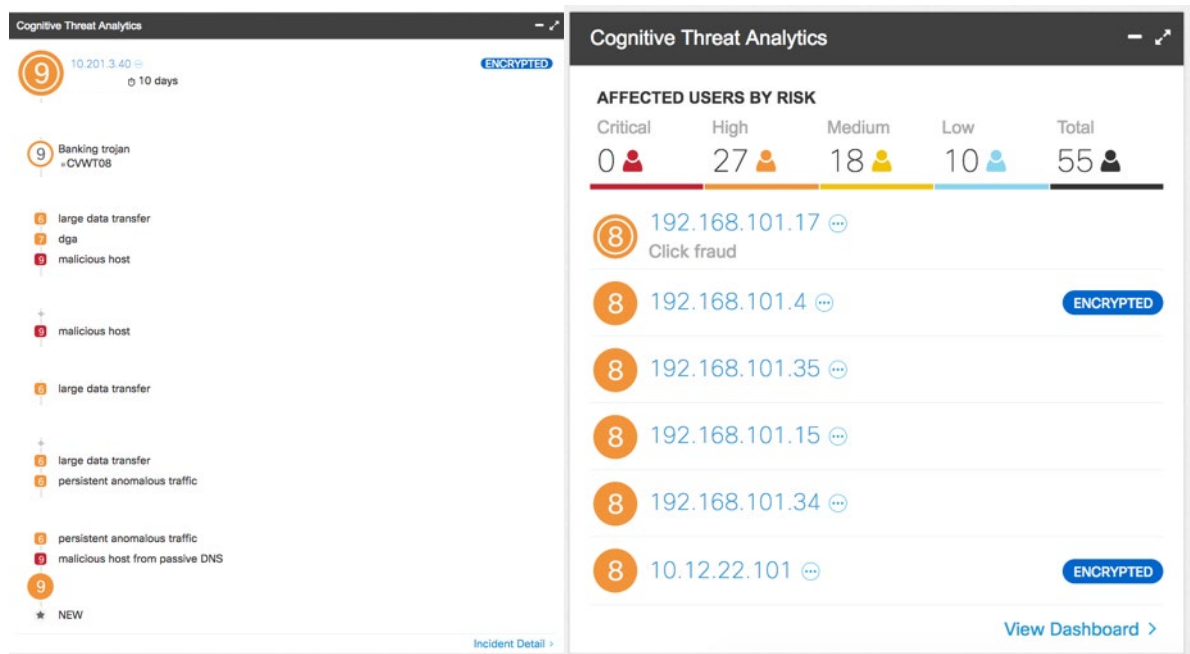 Cognitive Threat Analytics
9 10.201.3.40 ENCRYPTED
10 days
9 Banking trojan
CVWT08
6 large data transfer
7 dga
9 malicious host
9 malicious host
6 large data transfer
6 large data transfer
6 persistent anomalous traffic
6 persistent anomalous traffic
9 malicious host from passive DNS
9
NEW
Incident Detail >
Cognitive Threat Analytics
AFFECTED USERS BY RISK
Critical High Medium Low Total
0 27 18 10 55
8 192.168.101.17
Click fraud
8 192.168.101.4 ENCRYPTED
8 192.168.101.35
8 192.168.101.15
8 192.168.101.34
8 10.12.22.101 ENCRYPTED
View Dashboard >